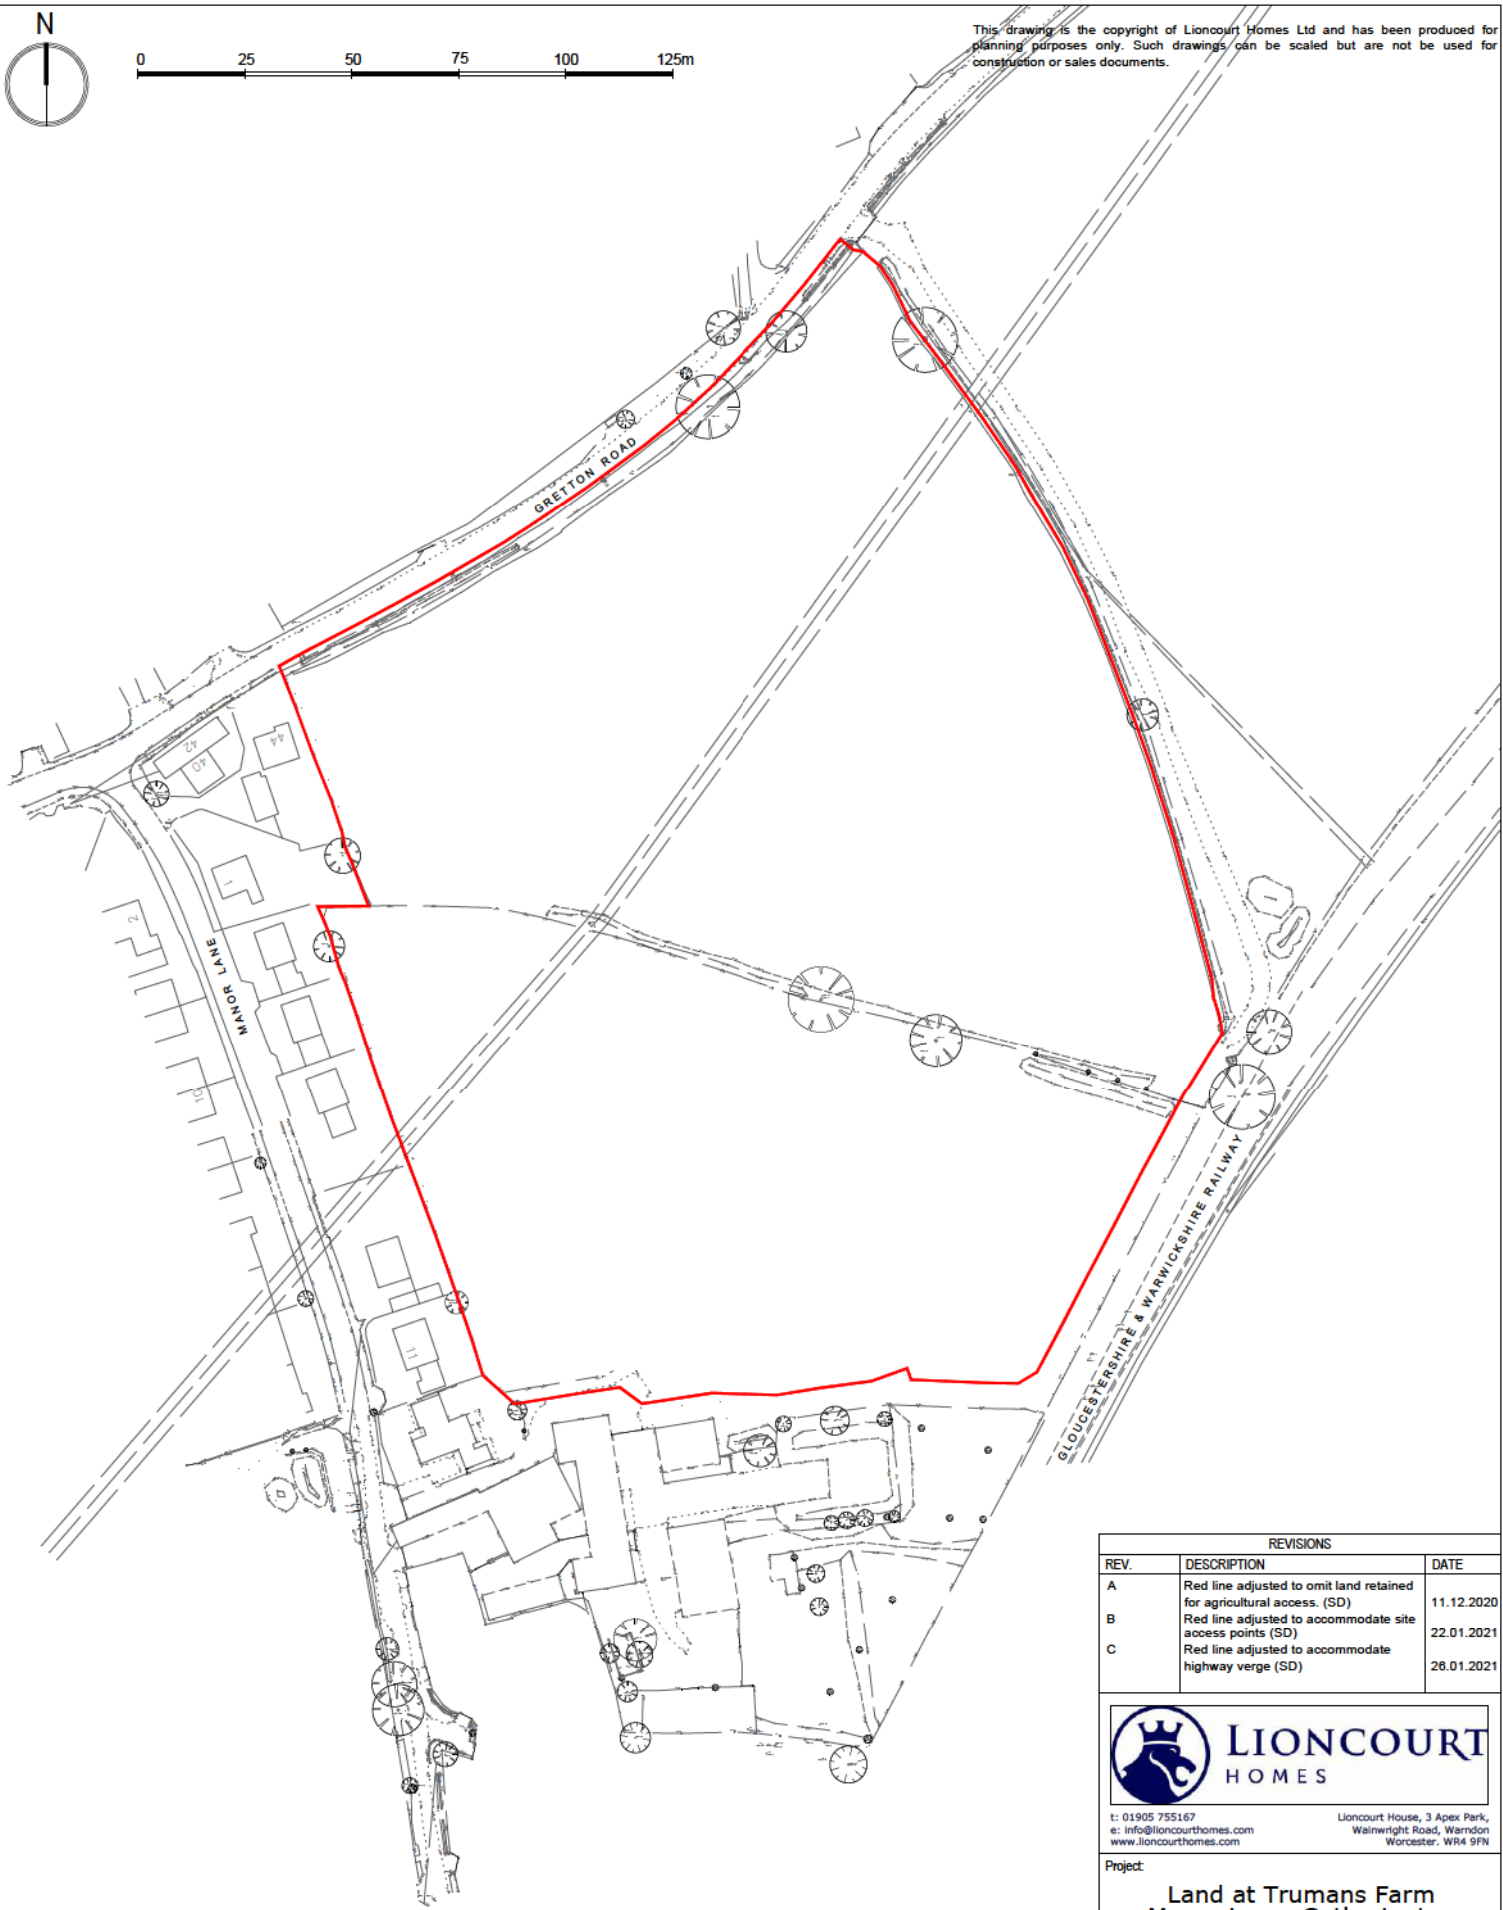 N
0 25 50 75 100 125m
This drawing is the copyright of Lioncourt Homes Ltd and has been produced for
planning purposes only. Such drawings can be scaled but are not be used for
construction or sales documents.
GRETTON ROAD
42
44
40
1
2
MANOR LANE
10
11
GLOUCESTERSHIRE & WARWICKSHIRE RAILWAY
REVISIONS
REV. DESCRIPTION DATE
A Red line adjusted to omit land retained
for agricultural access. (SD) 11.12.2020
B Red line adjusted to accommodate site
access points (SD) 22.01.2021
C Red line adjusted to accommodate
highway verge (SD) 26.01.2021
LIONCOURT
HOMES
t: 01905 755167
e: info@lioncourthomes.com
www.lioncourthomes.com
Lioncourt House, 3 Apex Park,
Wainwright Road, Warndon
Worcester. WR4 9FN
Project:
Land at Trumans Farm